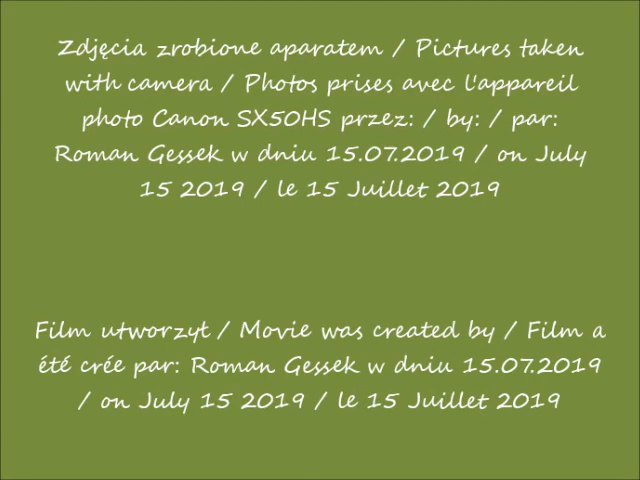 Zdjęcia zrobione aparatem / Pictures taken
with camera / Photos prises avec l'appareil
photo Canon SX50HS przez: / by: / par:
Roman Gessek w dniu 15.07.2019 / on July
15 2019 / le 15 Juillet 2019
Film utworzył / Movie was created by / Film a
été crée par: Roman Gessek w dniu 15.07.2019
/ on July 15 2019 / le 15 Juillet 2019